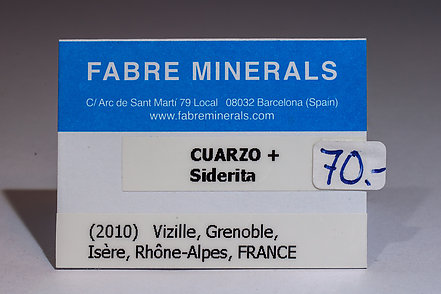 FABRE MINERALS
C/ Arc de Sant Martí 79 Local 08032 Barcelona (Spain)
www.fabreminerals.com
CUARZO +
Siderita
70.-
(2010) Vizille, Grenoble,
Isère, Rhône-Alpes, FRANCE